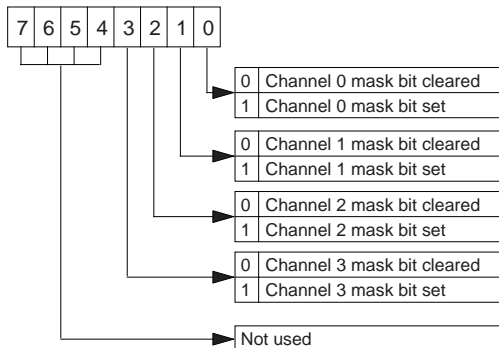 7 6 5 4 3 2 1 0
0 Channel 0 mask bit cleared
1 Channel 0 mask bit set
0 Channel 1 mask bit cleared
1 Channel 1 mask bit set
0 Channel 2 mask bit cleared
1 Channel 2 mask bit set
0 Channel 3 mask bit cleared
1 Channel 3 mask bit set
Not used